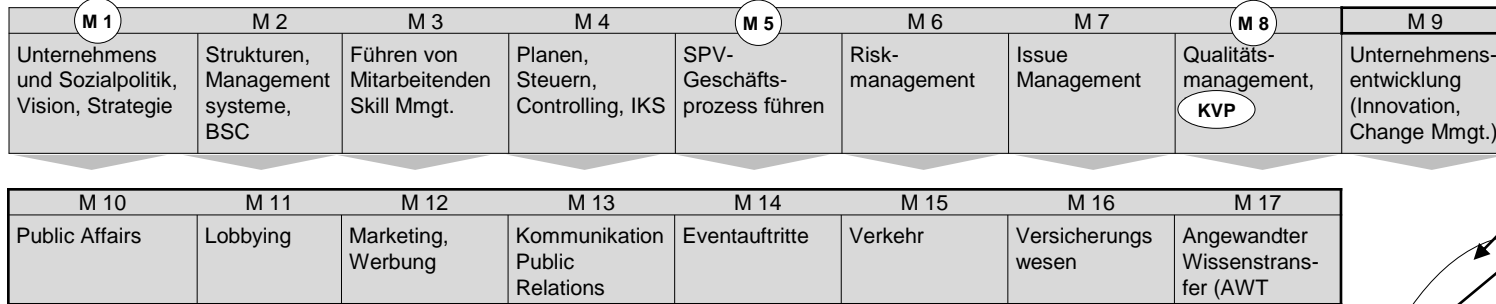 M 1 M 2 M 3 M 4 M 5 M 6 M 7 M 8 M 9
Unternehmens
und Sozialpolitik,
Vision, Strategie
Strukturen,
Management
systeme,
BSC
Führen von
Mitarbeitenden
Skill Mmgt.
Planen,
Steuern,
Controlling, IKS
SPV-
Geschäfts-
prozess führen
Risk-
management
Issue
Management
Qualitäts-
management,
KVP
Unternehmens-
entwicklung
(Innovation,
Change Mmgt.)
M 10 M 11 M 12 M 13 M 14 M 15 M 16 M 17
Public Affairs
Lobbying
Marketing,
Werbung
Kommunikation
Public
Relations
Eventauftritte
Verkehr
Versicherungs
wesen
Angewandter
Wissenstrans-
fer (AWT